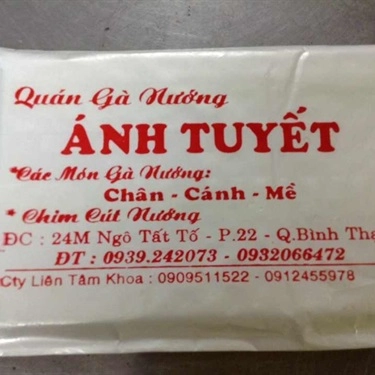 Quán Gà Nướng
ÁNH TUYẾT
*Các Món Gà Nướng:
Chân - Cánh - Mề
* Chim Cút Nướng
ĐC : 24M Ngô Tất Tố - P.22 - Q.Bình Tha
ĐT : 0939.242073 - 0932066472
Cty Liên Tâm Khoa : 0909511522 - 0912455978